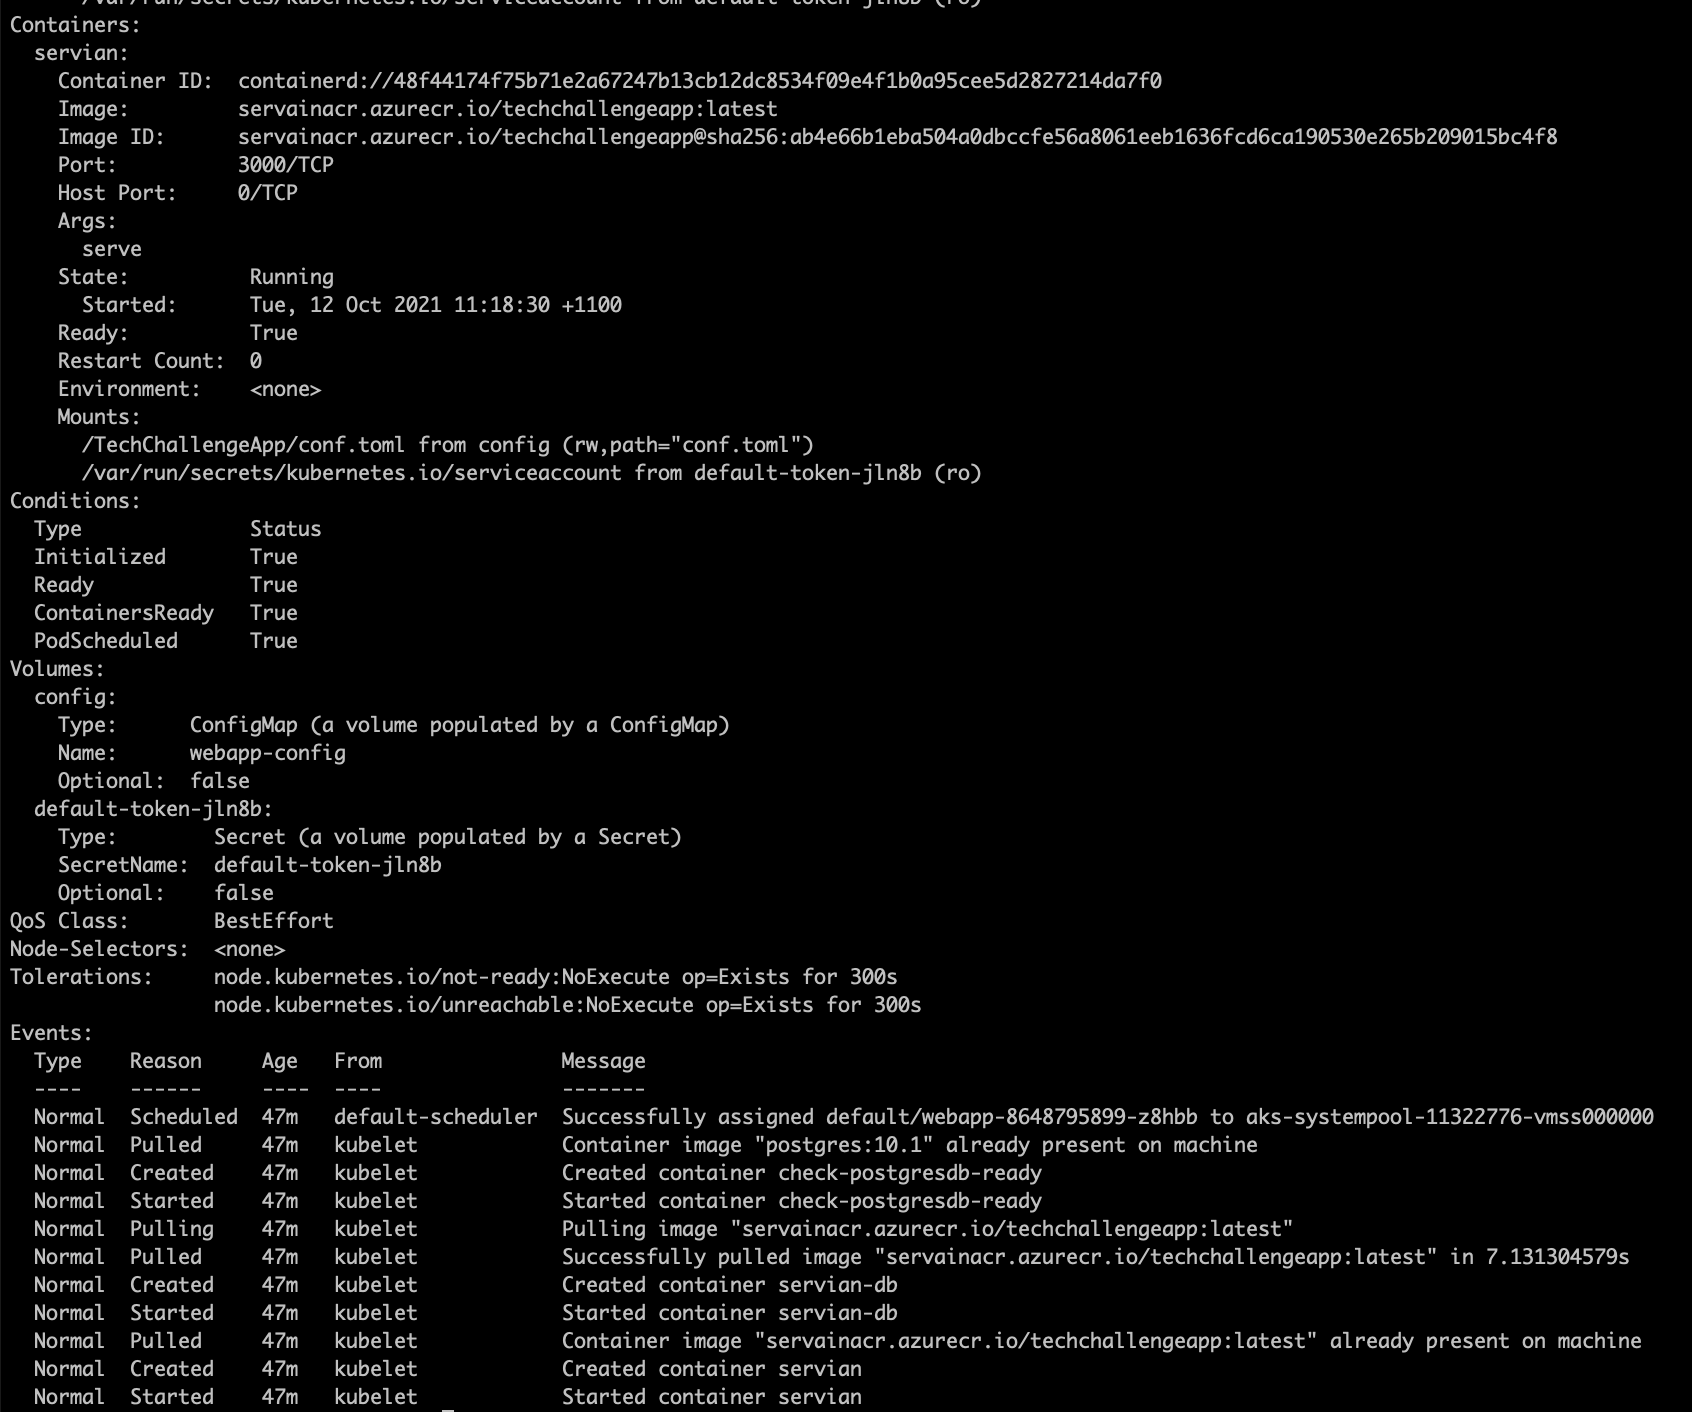 /var/run/secrets/kubernetes.io/serviceaccount from default-token-jln8b (ro)
Containers:
  servian:
    Container ID:  containerd://48f44174f75b71e2a67247b13cb12dc8534f09e4f1b0a95cee5d2827214da7f0
    Image:         servainacr.azurecr.io/techchallengeapp:latest
    Image ID:      servainacr.azurecr.io/techchallengeapp@sha256:ab4e66b1eba504a0dbccfe56a8061eeb1636fcd6ca190530e265b209015bc4f8
    Port:          3000/TCP
    Host Port:     0/TCP
    Args:
      serve
    State:          Running
      Started:      Tue, 12 Oct 2021 11:18:30 +1100
    Ready:          True
    Restart Count:  0
    Environment:    <none>
    Mounts:
      /TechChallengeApp/conf.toml from config (rw,path="conf.toml")
      /var/run/secrets/kubernetes.io/serviceaccount from default-token-jln8b (ro)
Conditions:
  Type              Status
  Initialized       True
  Ready             True
  ContainersReady   True
  PodScheduled      True
Volumes:
  config:
    Type:      ConfigMap (a volume populated by a ConfigMap)
    Name:      webapp-config
    Optional:  false
  default-token-jln8b:
    Type:        Secret (a volume populated by a Secret)
    SecretName:  default-token-jln8b
    Optional:    false
QoS Class:       BestEffort
Node-Selectors:  <none>
Tolerations:     node.kubernetes.io/not-ready:NoExecute op=Exists for 300s
                 node.kubernetes.io/unreachable:NoExecute op=Exists for 300s
Events:
  Type    Reason     Age   From               Message
  ----    ------     ----  ----               -------
  Normal  Scheduled  47m   default-scheduler  Successfully assigned default/webapp-8648795899-z8hbb to aks-systempool-11322776-vmss000000
  Normal  Pulled     47m   kubelet            Container image "postgres:10.1" already present on machine
  Normal  Created    47m   kubelet            Created container check-postgresdb-ready
  Normal  Started    47m   kubelet            Started container check-postgresdb-ready
  Normal  Pulling    47m   kubelet            Pulling image "servainacr.azurecr.io/techchallengeapp:latest"
  Normal  Pulled     47m   kubelet            Successfully pulled image "servainacr.azurecr.io/techchallengeapp:latest" in 7.131304579s
  Normal  Created    47m   kubelet            Created container servian-db
  Normal  Started    47m   kubelet            Started container servian-db
  Normal  Pulled     47m   kubelet            Container image "servainacr.azurecr.io/techchallengeapp:latest" already present on machine
  Normal  Created    47m   kubelet            Created container servian
  Normal  Started    47m   kubelet            Started container servian